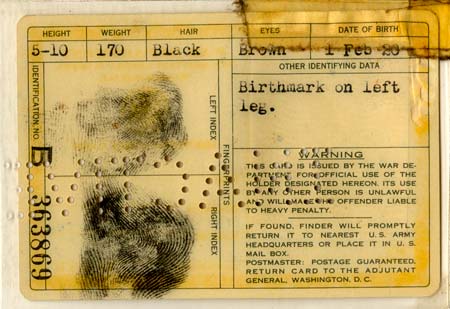 HEIGHT WEIGHT HAIR EYES DATE OF BIRTH
5-10 170 Black Brown 1 Feb 20
OTHER IDENTIFYING DATA
Birthmark on left
leg.
IDENTIFICATION NO.
B 363869
LEFT INDEX
FINGERPRINTS
RIGHT INDEX
WARNING
THIS CARD IS ISSUED BY THE WAR DE-
PARTMENT FOR OFFICIAL USE OF THE
HOLDER DESIGNATED HEREON. ITS USE
BY ANY OTHER PERSON IS UNLAWFUL
AND WILL MAKE THE OFFENDER LIABLE
TO HEAVY PENALTY.
IF FOUND, FINDER WILL PROMPTLY
RETURN IT TO NEAREST U. S. ARMY
HEADQUARTERS OR PLACE IT IN U. S.
MAIL BOX.
POSTMASTER: POSTAGE GUARANTEED.
RETURN CARD TO THE ADJUTANT
GENERAL, WASHINGTON, D. C.